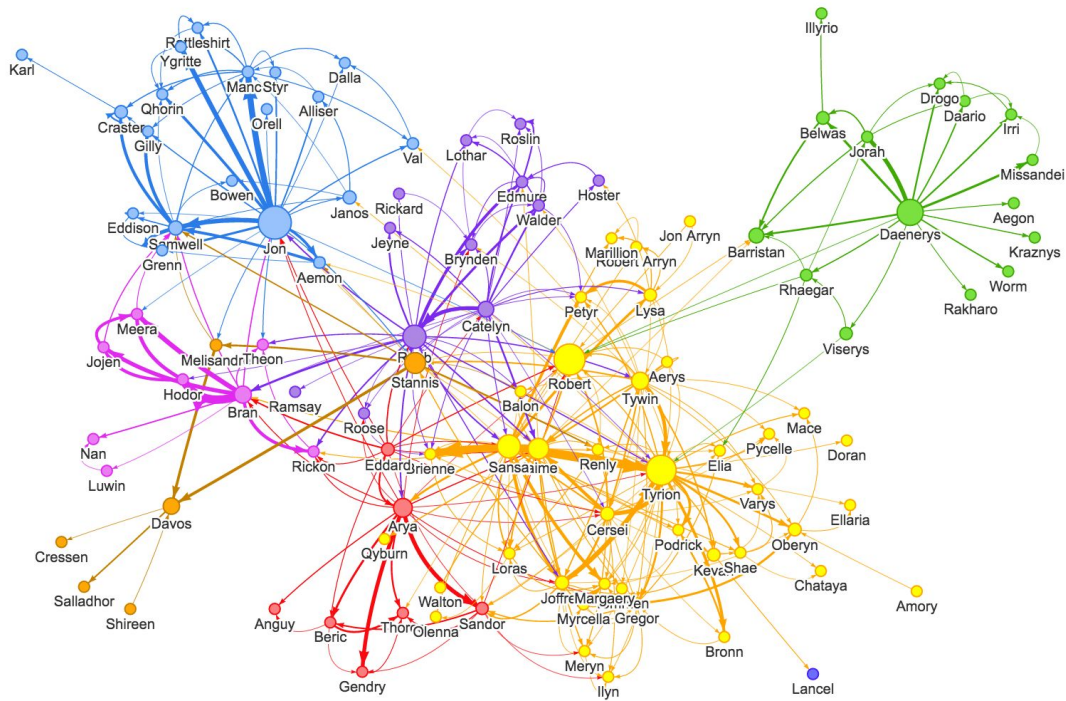 Illyrio
Karl
Rattleshirt
Ygritte
Styr
Dalla
Qhorin
Alliser
Drogo
Daario
Craster
Orell
Irri
Gilly
Belwas
Roslin
Lothar
Val
Jorah
Missandei
Bowen
Edmure
Hoster
Rickard
Walder
Janos
Aegon
Eddison
Samwell
Jon
Jeyne
Jon Arryn
Daenerys
Kraznys
Grenn
Brynden
Marillion
Robert Arryn
Barristan
Aemon
Worm
Rhaegar
Rakharo
Petyr
Lysa
Meera
Catelyn
Viserys
Jojen
Theon
Stannis
Robert
Aerys
Hodor
Tywin
Bran
Ramsay
Balon
Roose
Mace
Nan
Pycelle
Doran
Rickon
Eddard
Sansa
Renly
Elia
Luwin
Tyrion
Varys
Davos
Arya
Cersei
Ellaria
Podrick
Oberyn
Cressen
Qyburn
Loras
Shae
Chataya
Salladhor
Walton
Margaery
Amory
Shireen
Anguy
Beric
Olenna
Sandor
Myrcella
Gregor
Bronn
Gendry
Meryn
Lancel
Ilyn